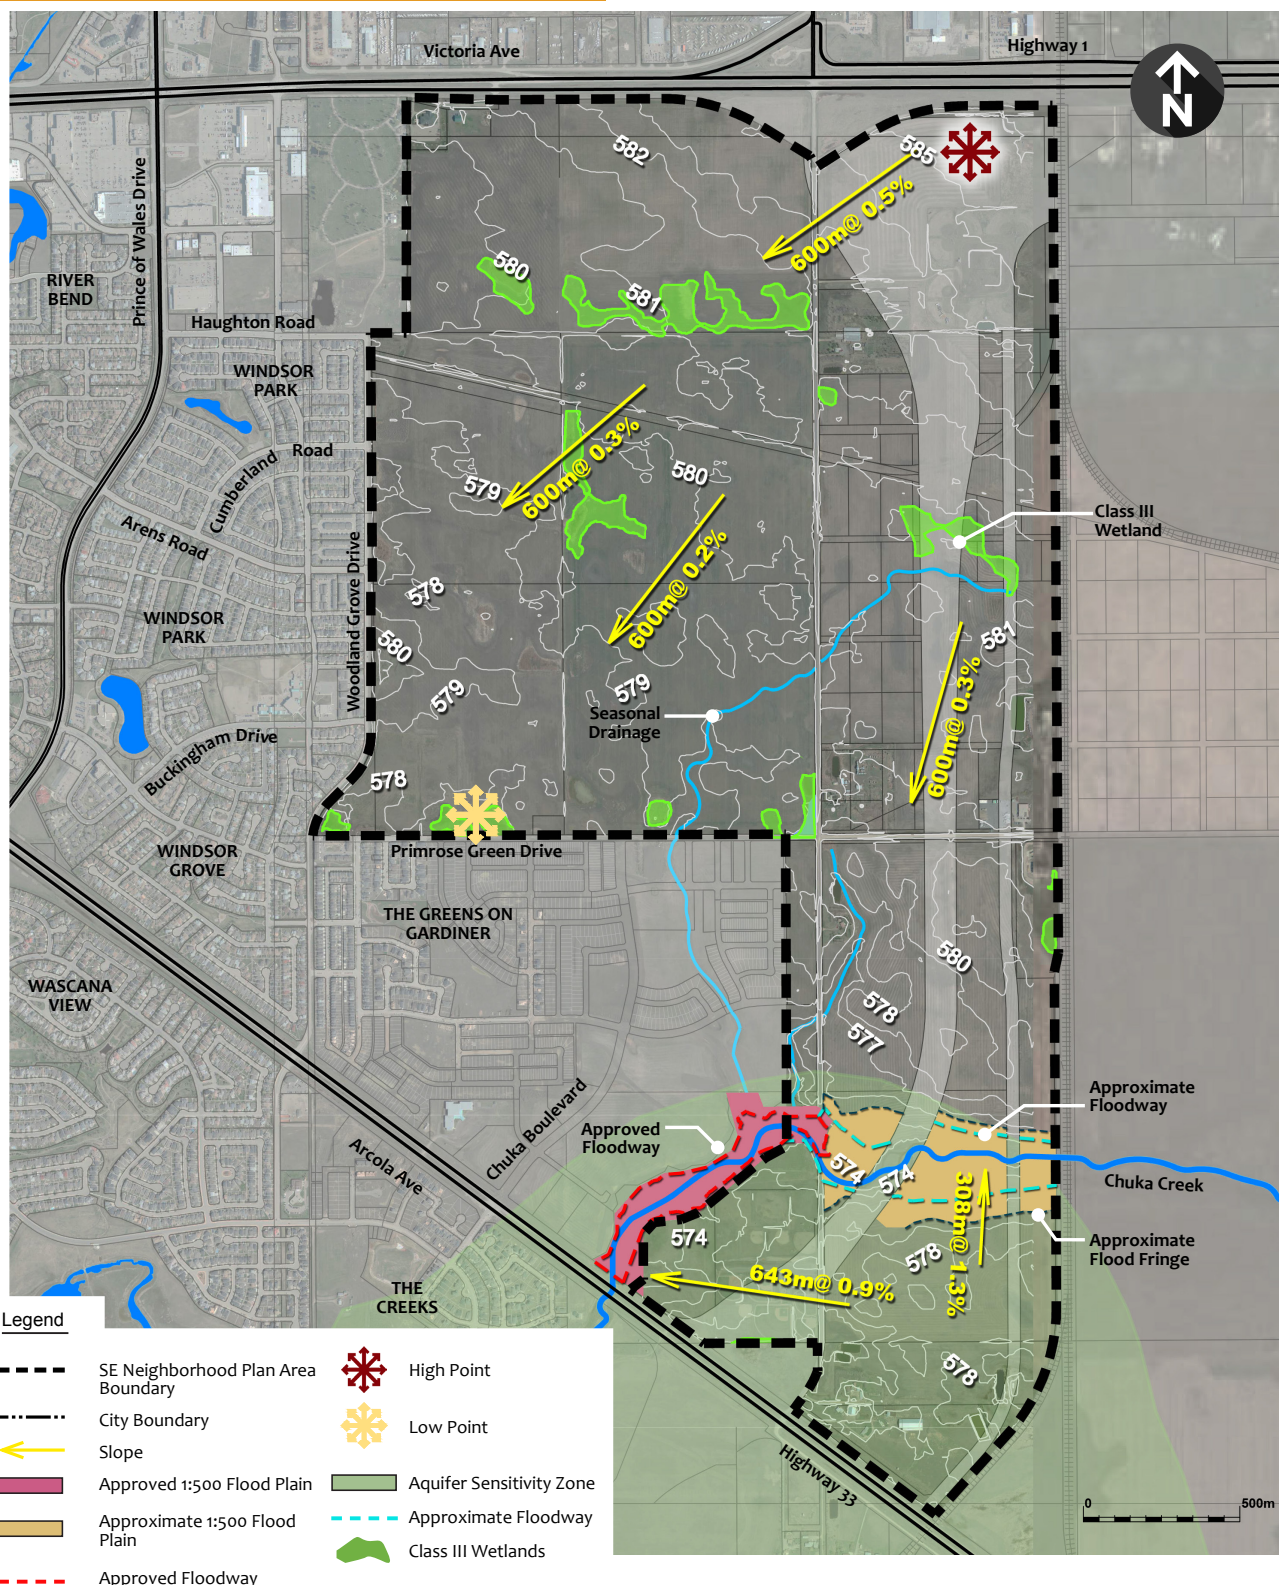 Victoria Ave
Highway 1
N
582
585
600m@ 0.5%
Prince of Wales Drive
RIVER
BEND
580
581
Haughton Road
WINDSOR
PARK
Cumberland
Road
600m@ 0.3%
579
580
Arens Road
Class III
Wetland
600m@ 0.2%
Woodland Grove Drive
578
WINDSOR
PARK
580
581
579
579
600m@ 0.3%
Seasonal
Drainage
Buckingham Drive
578
WINDSOR
GROVE
Primrose Green Drive
THE GREENS ON
GARDINER
580
WASCANA
VIEW
578
577
Approximate
Floodway
Chuka Boulevard
Approved
Floodway
Arcola Ave
574
574
Chuka Creek
308m@ 1.3%
574
578
Approximate
Flood Fringe
643m@ 0.9%
THE
CREEKS
578
Highway 33
0
500m
Legend
SE Neighborhood Plan Area
Boundary
City Boundary
Slope
Approved 1:500 Flood Plain
Approximate 1:500 Flood
Plain
Approved Floodway
High Point
Low Point
Aquifer Sensitivity Zone
Approximate Floodway
Class III Wetlands